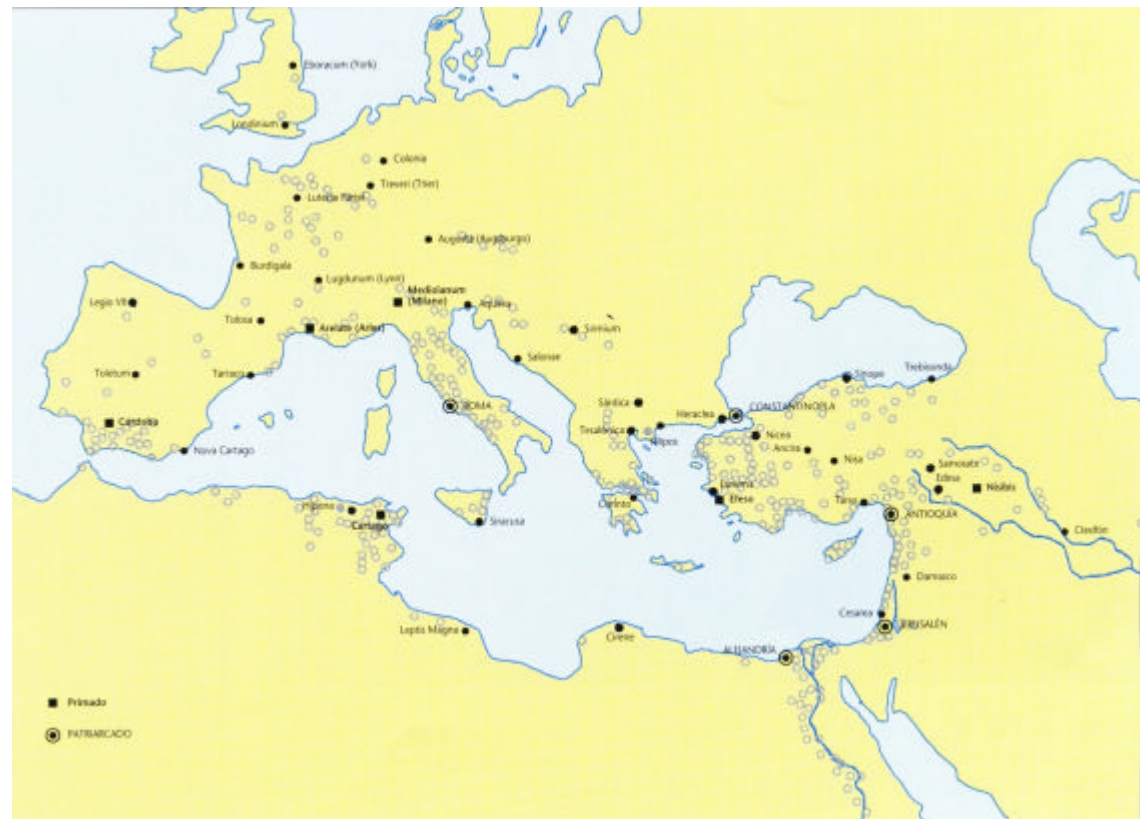 Eboracum (York)
Londinium
Colonia
Treveri (Trier)
Lutecia
Augusta (Augsburgo)
Burdigala
Lugdunum (Lyon)
Mediolanum
(Milano)
Aquileia
Legio VII
Tolosa
Arelate (Arles)
Sirmium
Salonae
Toletum
Tarraco
Trebisonda
Sinope
Sárdica
Heraclea
CONSTANTINOPLA
ROMA
Córdoba
Tesalónica
Filipos
Nicea
Ancira
Nisa
Nova Cartago
Samosata
Edesa
Nísibis
Esmirna
Éfeso
Tarso
Hipona
Corinto
Cartago
Siracusa
ANTIOQUÍA
Ctesifón
Damasco
Cesarea
JERUSALÉN
Leptis Magna
Cirene
ALEJANDRÍA
Primado
PATRIARCADO